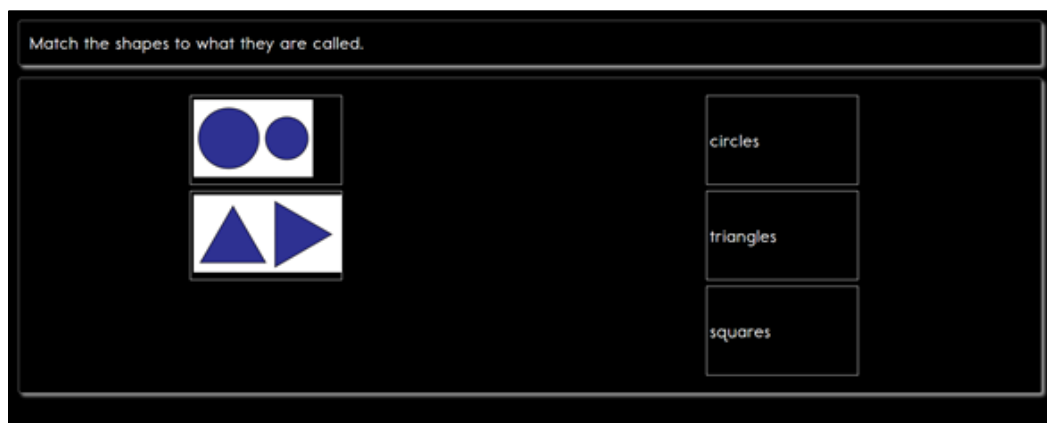 Match the shapes to what they are called.
circles
triangles
squares